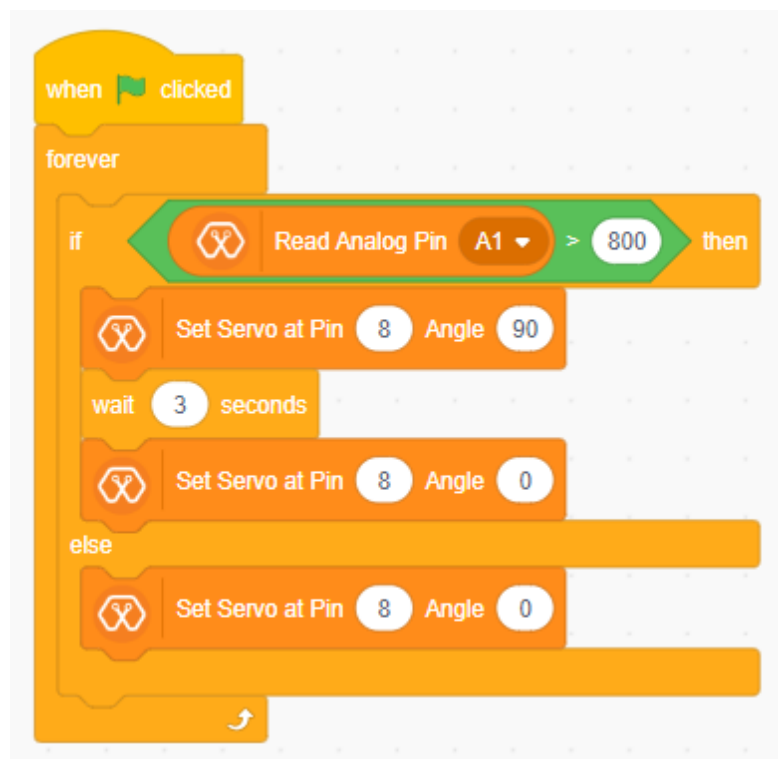 when clicked
forever
if Read Analog Pin A1 > 800 then
Set Servo at Pin 8 Angle 90
wait 3 seconds
Set Servo at Pin 8 Angle 0
else
Set Servo at Pin 8 Angle 0